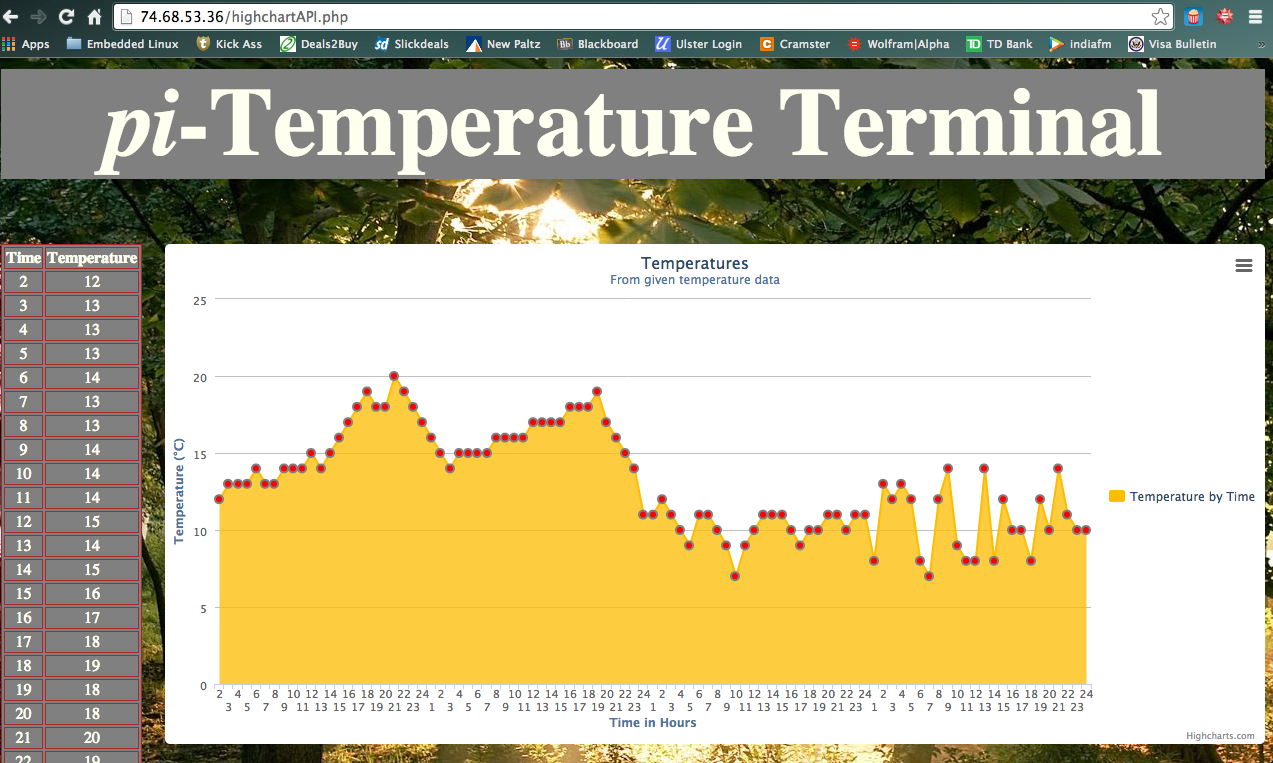 74.68.53.36/highchartAPI.php
Apps Embedded Linux Kick Ass Deals2Buy sd Slickdeals New Paltz Bb Blackboard U Ulster Login C Cramster Wolfram|Alpha TD TD Bank indiafm Visa Bulletin »
pi-Temperature Terminal
Time Temperature
2 12
3 13
4 13
5 13
6 14
7 13
8 13
9 14
10 14
11 14
12 15
13 14
14 15
15 16
16 17
17 18
18 19
19 18
20 18
21 20
22 19
Temperatures
From given temperature data
25
20
15
10
5
0
Temperature (°C)
2 4 6 8 10 12 14 16 18 20 22 24 2 4 6 8 10 12 14 16 18 20 22 24 2 4 6 8 10 12 14 16 18 20 22 24 2 4 6 8 10 12 14 16 18 20 22 24
3 5 7 9 11 13 15 17 19 21 23 1 3 5 7 9 11 13 15 17 19 21 23 1 3 5 7 9 11 13 15 17 19 21 23 1 3 5 7 9 11 13 15 17 19 21 23
Time in Hours
Temperature by Time
Highcharts.com